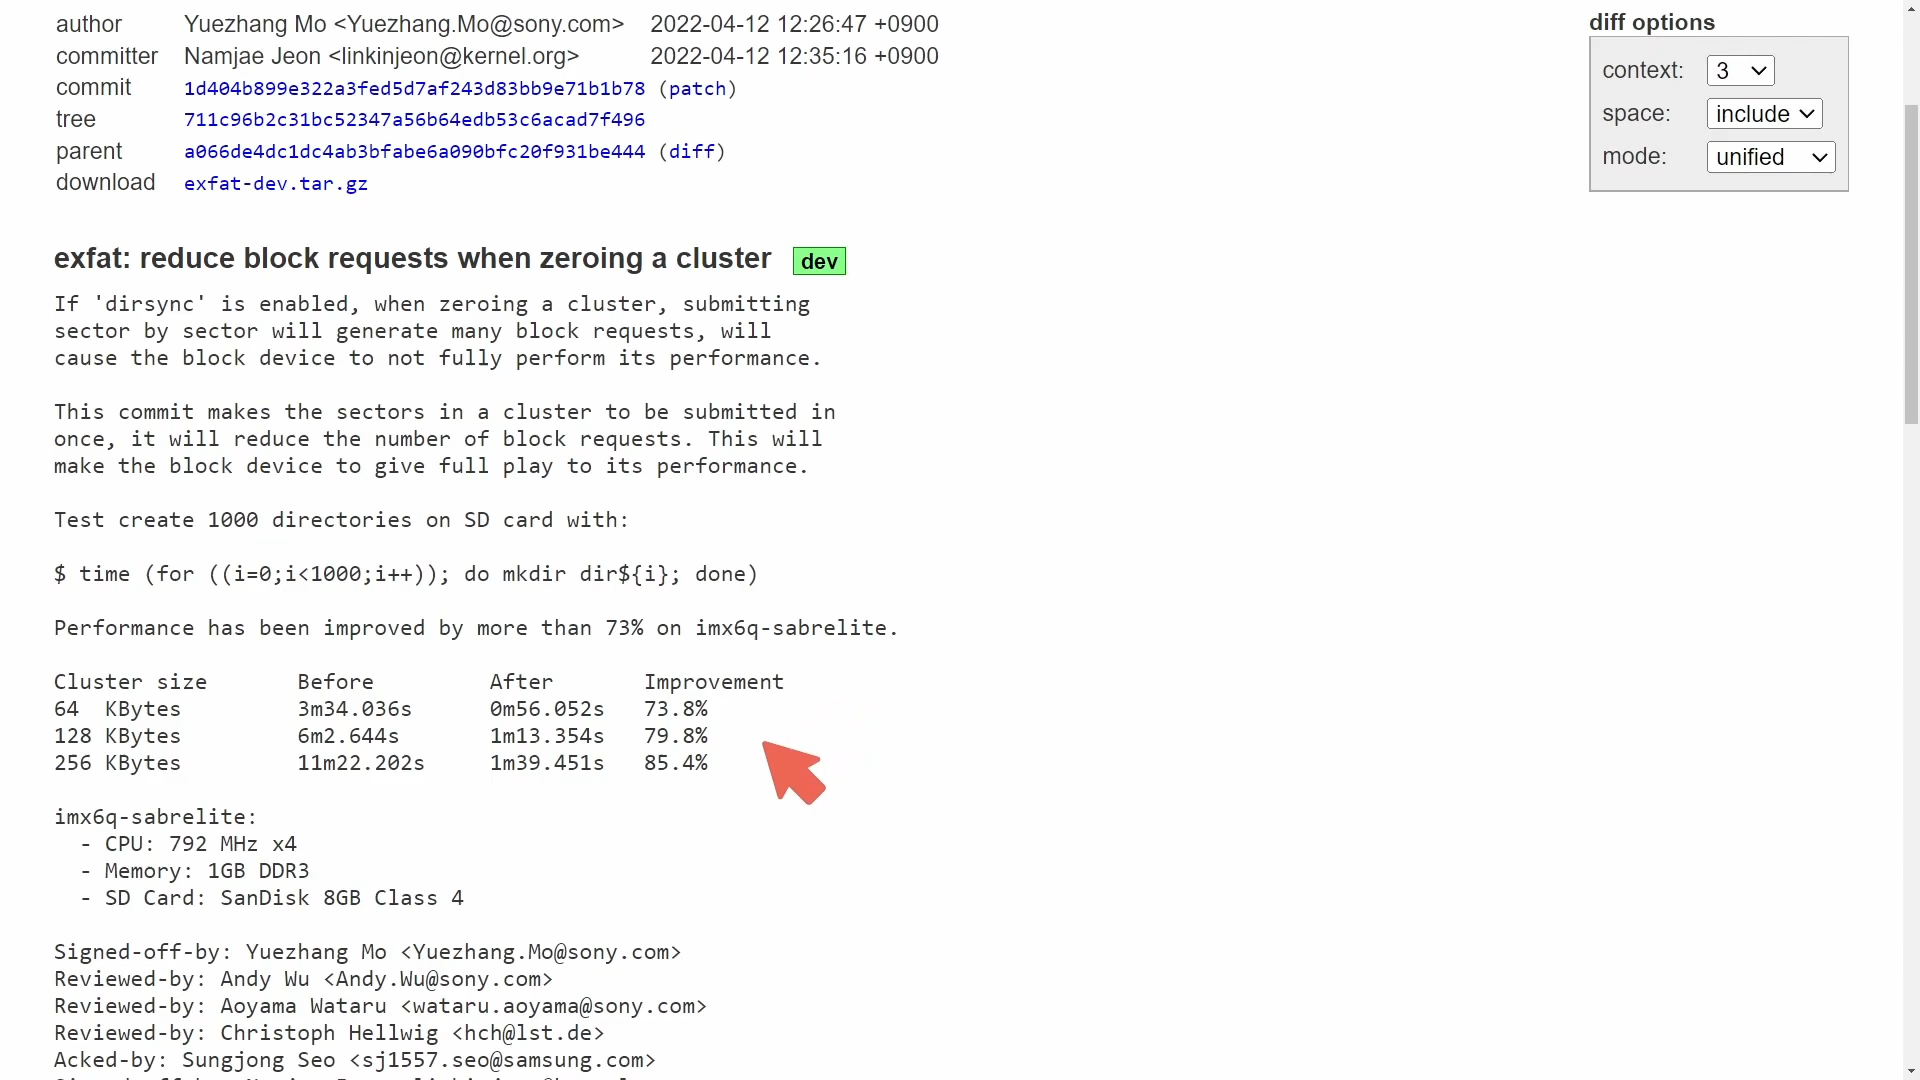 author Yuezhang Mo <Yuezhang.Mo@sony.com> 2022-04-12 12:26:47 +0900
committer Namjae Jeon <linkinjeon@kernel.org> 2022-04-12 12:35:16 +0900
commit 1d404b899e322a3fed5d7af243d83bb9e71b1b78 (patch)
tree 711c96b2c31bc52347a56b64edb53c6acad7f496
parent a066de4dc1dc4ab3bfabe6a090bfc20f931be444 (diff)
download exfat-dev.tar.gz
diff options
context: 3
space: include
mode: unified
exfat: reduce block requests when zeroing a cluster dev
If 'dirsync' is enabled, when zeroing a cluster, submitting
sector by sector will generate many block requests, will
cause the block device to not fully perform its performance.
This commit makes the sectors in a cluster to be submitted in
once, it will reduce the number of block requests. This will
make the block device to give full play to its performance.
Test create 1000 directories on SD card with:
$ time (for ((i=0;i<1000;i++)); do mkdir dir${i}; done)
Performance has been improved by more than 73% on imx6q-sabrelite.
Cluster size Before After Improvement
64 KBytes 3m34.036s 0m56.052s 73.8%
128 KBytes 6m2.644s 1m13.354s 79.8%
256 KBytes 11m22.202s 1m39.451s 85.4%
imx6q-sabrelite:
- CPU: 792 MHz x4
- Memory: 1GB DDR3
- SD Card: SanDisk 8GB Class 4
Signed-off-by: Yuezhang Mo <Yuezhang.Mo@sony.com>
Reviewed-by: Andy Wu <Andy.Wu@sony.com>
Reviewed-by: Aoyama Wataru <wataru.aoyama@sony.com>
Reviewed-by: Christoph Hellwig <hch@lst.de>
Acked-by: Sungjong Seo <sj1557.seo@samsung.com>